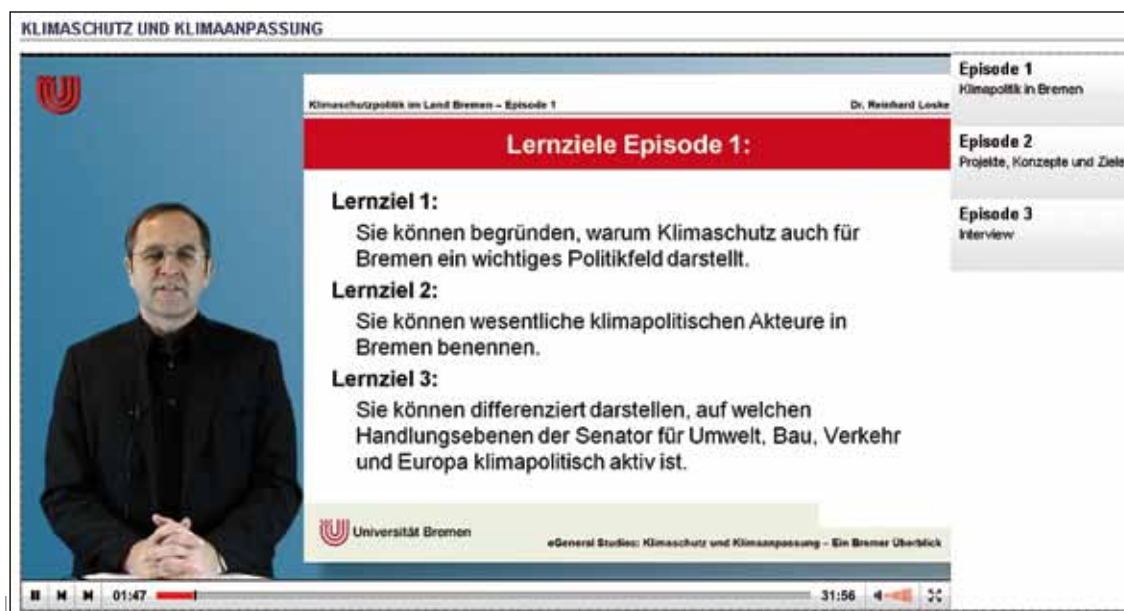 KLIMASCHUTZ UND KLIMAANPASSUNG
Klimaschutzpolitik im Land Bremen – Episode 1
Dr. Reinhard Loske
Lernziele Episode 1:
Lernziel 1:
Sie können begründen, warum Klimaschutz auch für
Bremen ein wichtiges Politikfeld darstellt.
Lernziel 2:
Sie können wesentliche klimapolitischen Akteure in
Bremen benennen.
Lernziel 3:
Sie können differenziert darstellen, auf welchen
Handlungsebenen der Senator für Umwelt, Bau, Verkehr
und Europa klimapolitisch aktiv ist.
Universität Bremen
eGeneral Studies: Klimaschutz und Klimaanpassung – Ein Bremer Überblick
01:47
31:56
Episode 1
Klimapolitik in Bremen
Episode 2
Projekte, Konzepte und Ziele
Episode 3
Interview